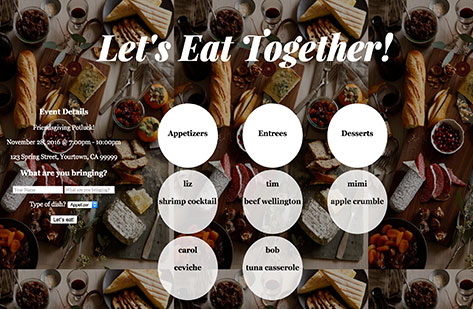 Let's Eat Together!
Event Details
Friendsgiving Potluck!
November 28, 2016 @ 7:00pm - 10:00pm
123 Spring Street, Yourtown, CA 99999
What are you bringing?
Your Name
What are you bringing?
Type of dish? Appetizer
Let's eat!
Appetizers
Entrees
Desserts
liz
shrimp cocktail
tim
beef wellington
mimi
apple crumble
carol
ceviche
bob
tuna casserole